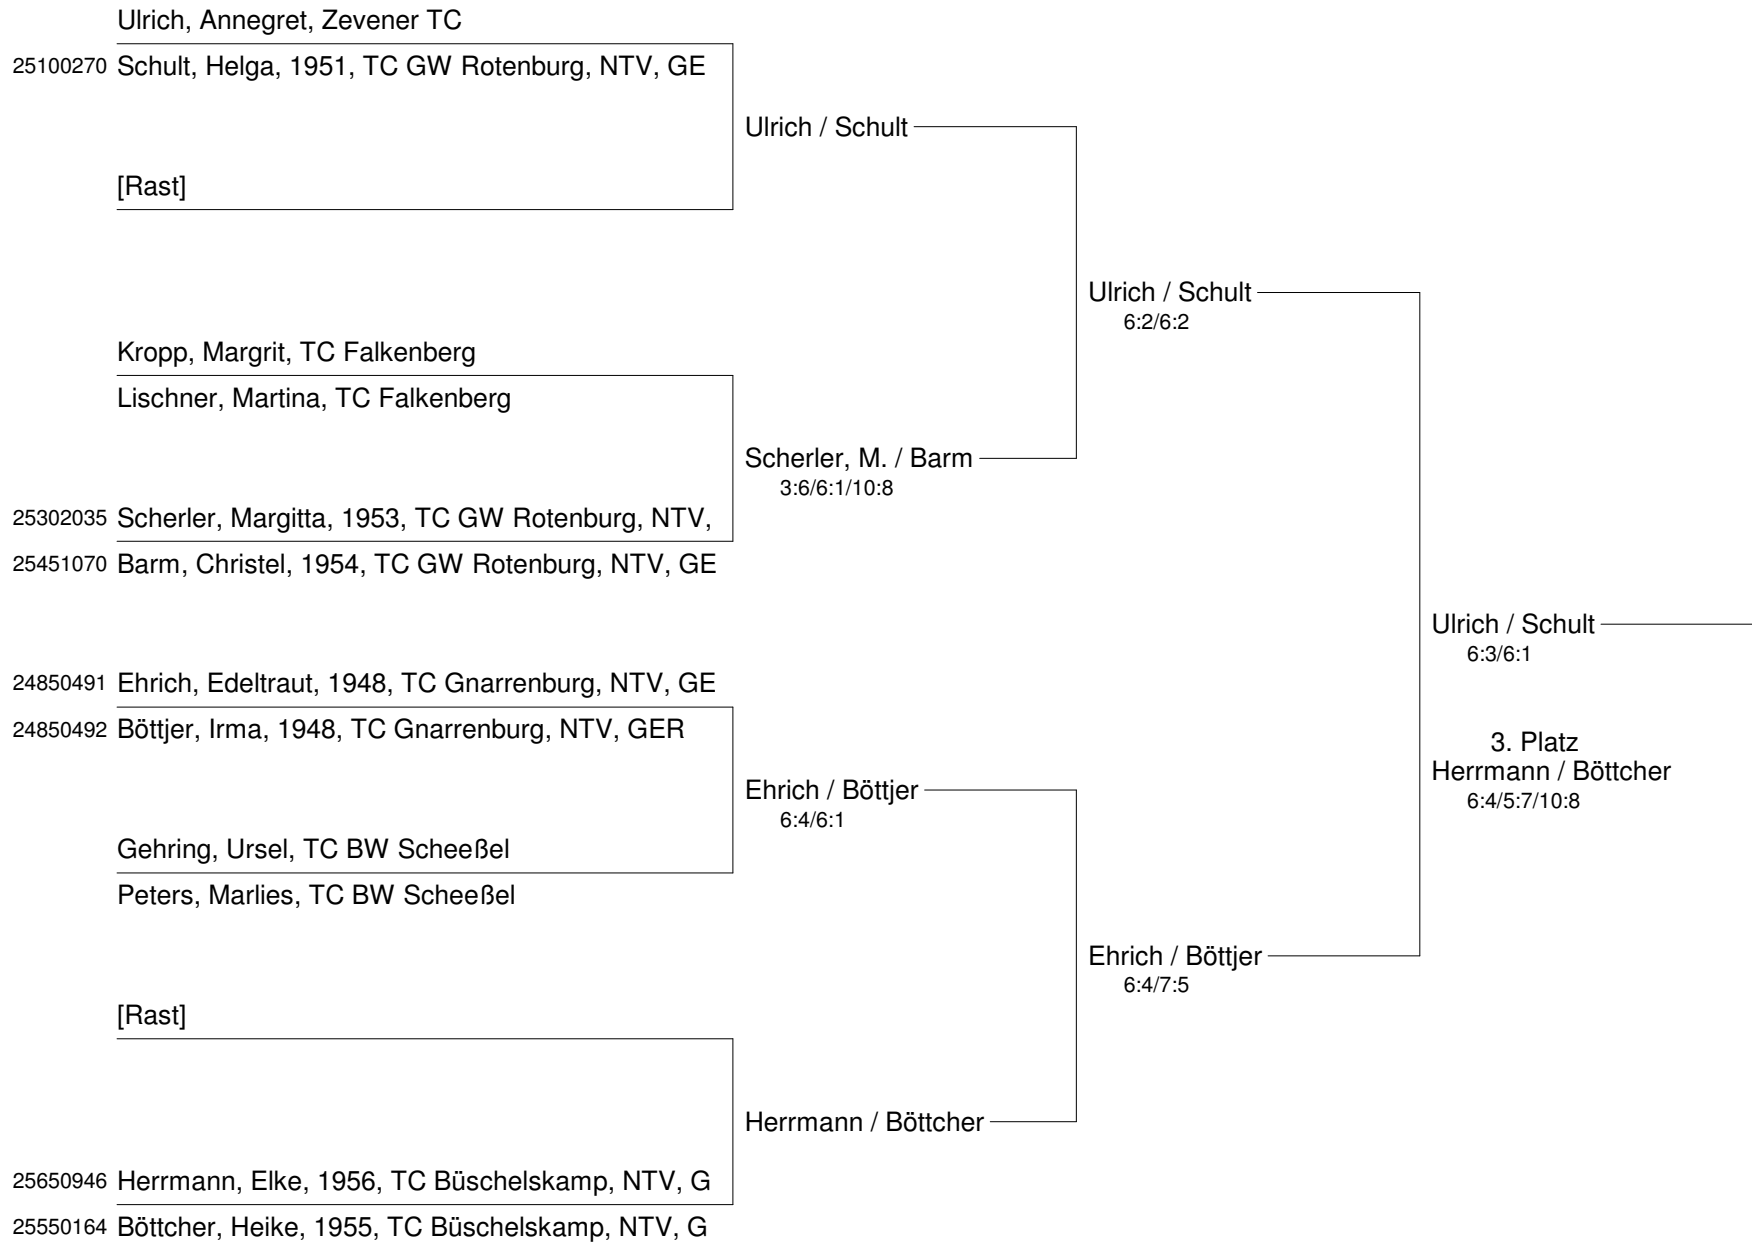 Ulrich, Annegret, Zevener TC
25100270 Schult, Helga, 1951, TC GW Rotenburg, NTV, GE
Ulrich / Schult
[Rast]
Ulrich / Schult
6:2/6:2
Kropp, Margrit, TC Falkenberg
Lischner, Martina, TC Falkenberg
Scherler, M. / Barm
3:6/6:1/10:8
25302035 Scherler, Margitta, 1953, TC GW Rotenburg, NTV,
25451070 Barm, Christel, 1954, TC GW Rotenburg, NTV, GE
Ulrich / Schult
6:3/6:1
24850491 Ehrich, Edeltraut, 1948, TC Gnarrenburg, NTV, GE
24850492 Böttjer, Irma, 1948, TC Gnarrenburg, NTV, GER
3. Platz
Herrmann / Böttcher
6:4/5:7/10:8
Ehrich / Böttjer
6:4/6:1
Gehring, Ursel, TC BW Scheeßel
Peters, Marlies, TC BW Scheeßel
Ehrich / Böttjer
6:4/7:5
[Rast]
Herrmann / Böttcher
25650946 Herrmann, Elke, 1956, TC Büschelskamp, NTV, G
25550164 Böttcher, Heike, 1955, TC Büschelskamp, NTV, G